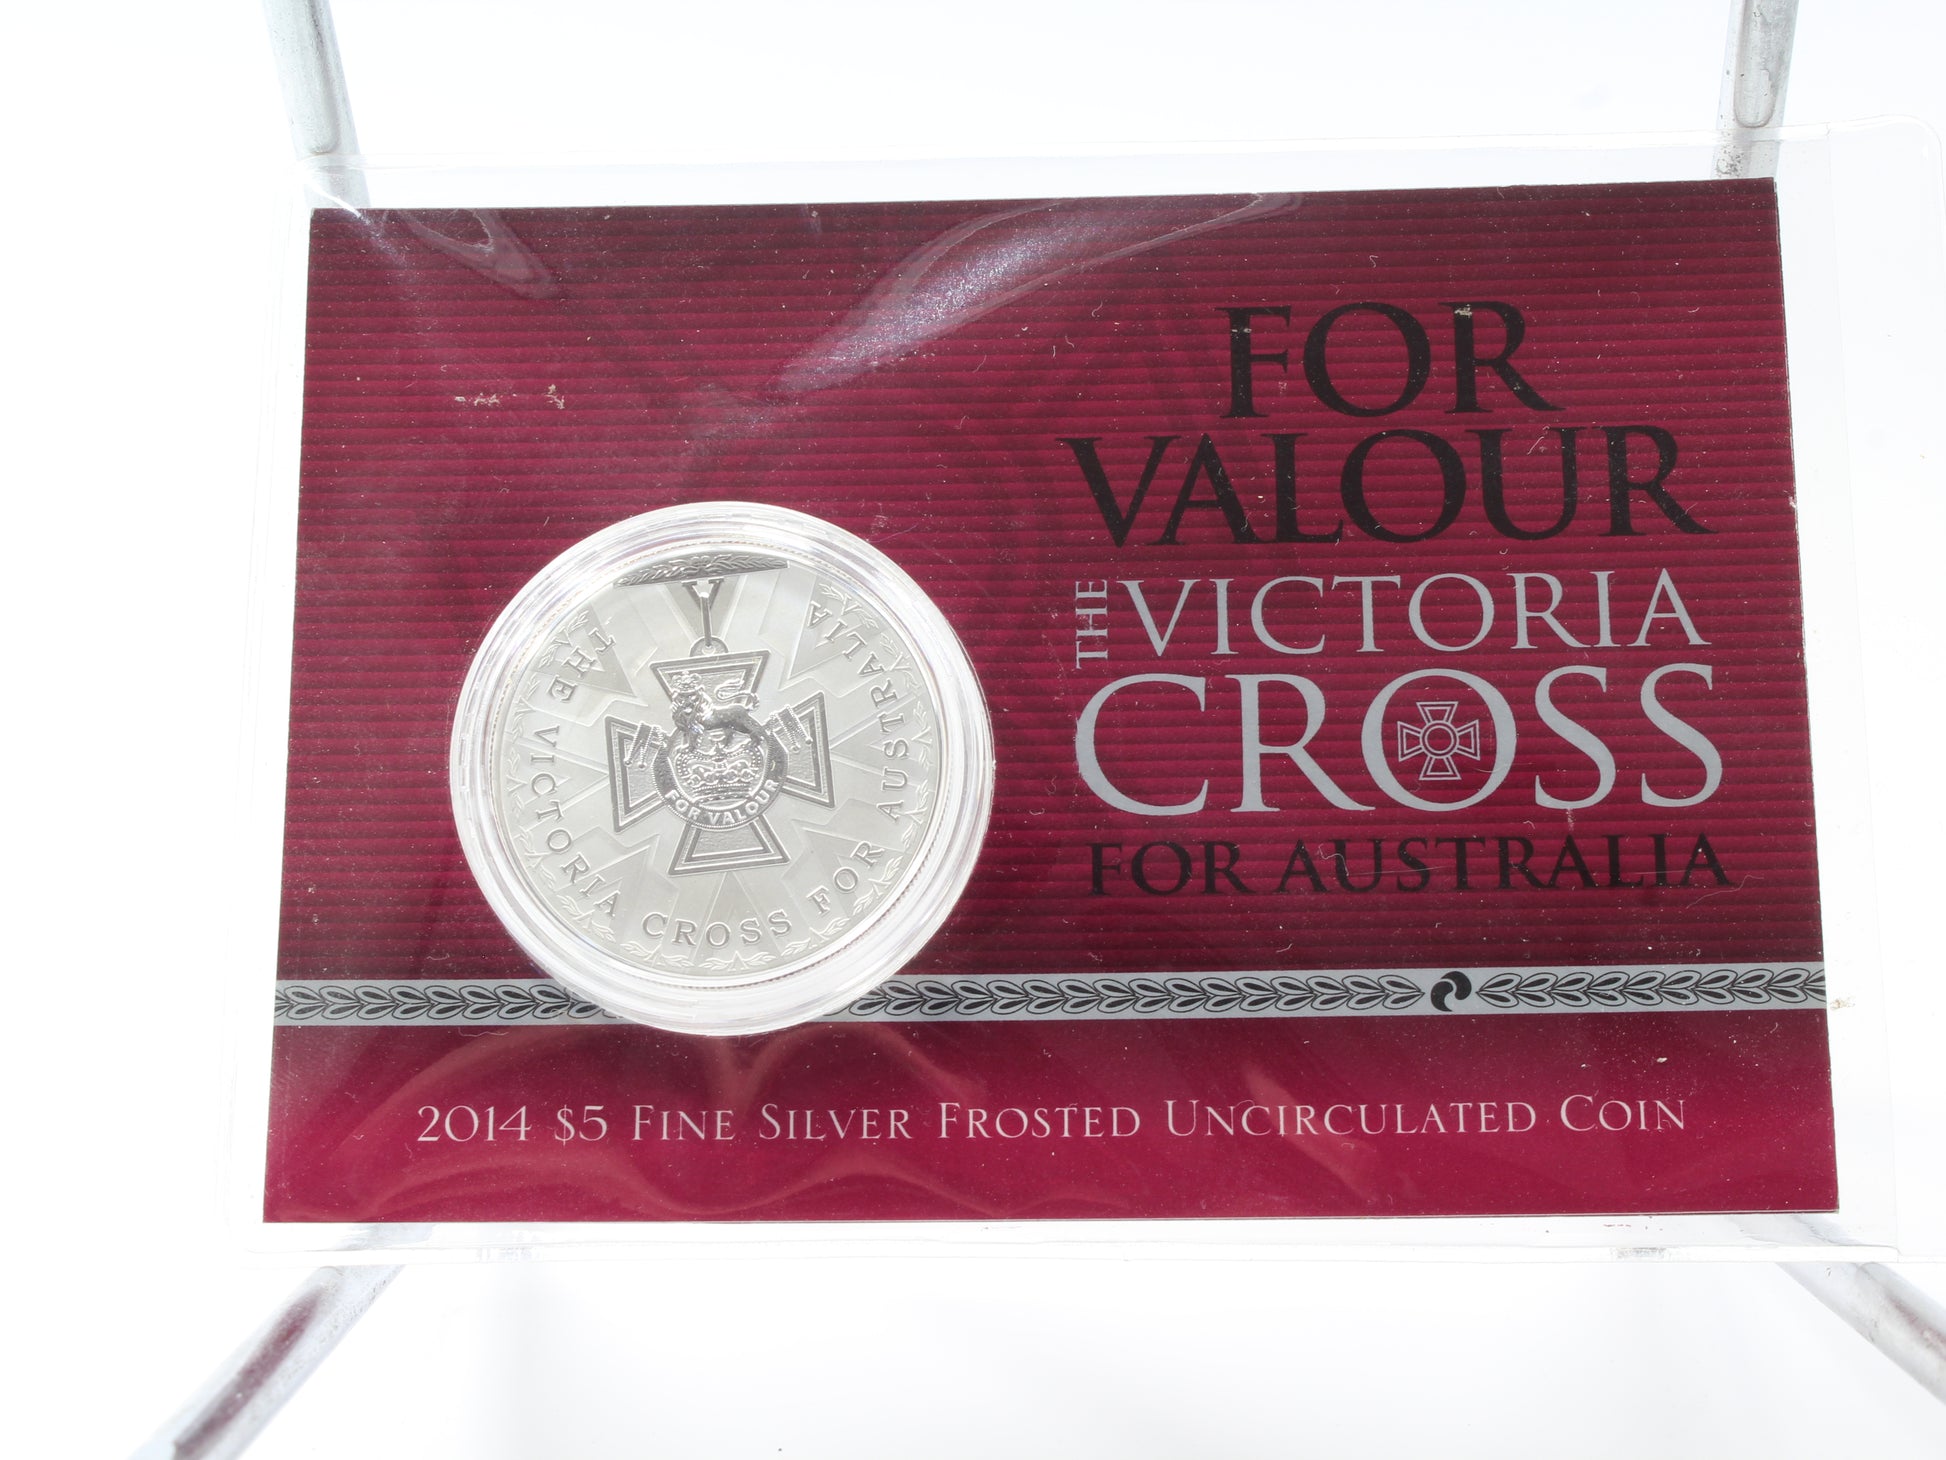 FOR
VALOUR
THE VICTORIA
CROSS
FOR AUSTRALIA
THE VICTORIA CROSS FOR AUSTRALIA
V
FOR VALOUR
2014 $5 FINE SILVER FROSTED UNCIRCULATED COIN